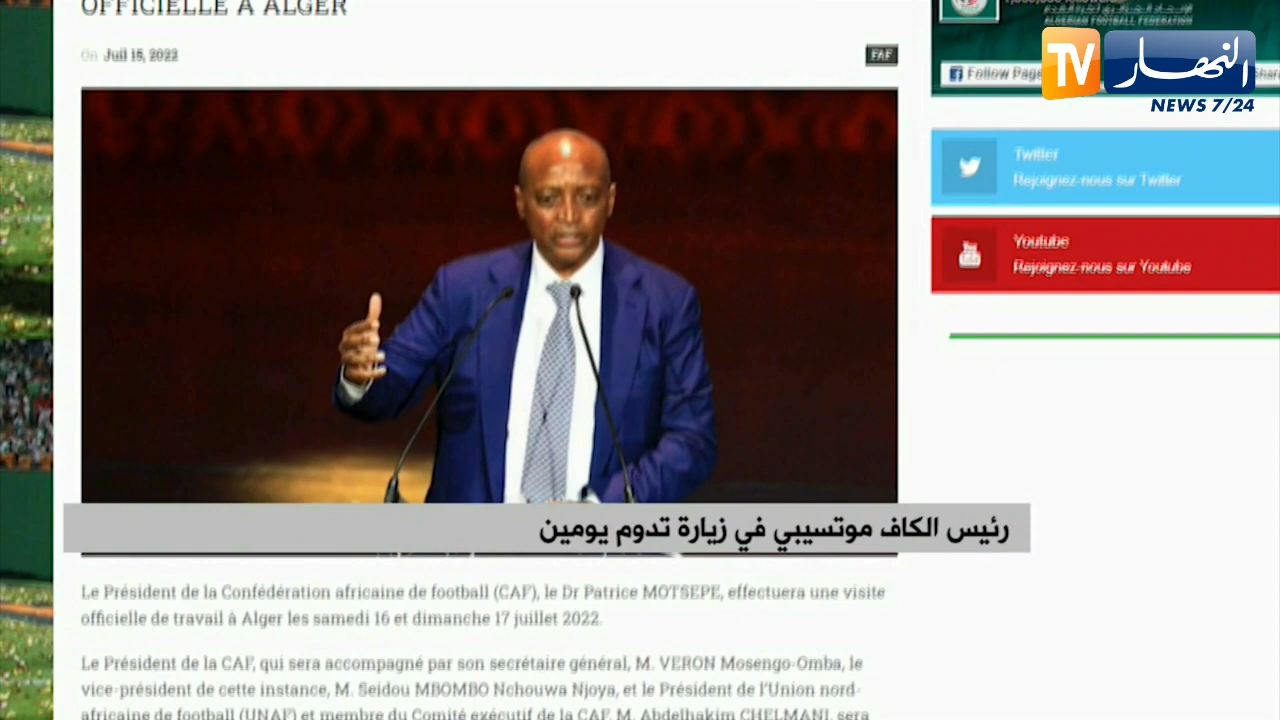 OFFICIELLE À ALGER
On Juil 15, 2022
FAF
ALGERIAN FOOTBALL FEDERATION
Follow Page
النهار TV
NEWS 7/24
Twitter
Rejoignez-nous sur Twitter
Youtube
Rejoignez-nous sur Youtube
رئيس الكاف موتسيبي في زيارة تدوم يومين
Le Président de la Confédération africaine de football (CAF), le Dr Patrice MOTSEPE, effectuera une visite
officielle de travail à Alger les samedi 16 et dimanche 17 juillet 2022.
Le Président de la CAF, qui sera accompagné par son secrétaire général, M. VERON Mosengo-Omba, le
vice-président de cette instance, M. Seidou MBOMBO Nchouwa Njoya, et le Président de l'Union nord-
africaine de football (UNAF) et membre du Comité exécutif de la CAF, M. Abdelhakim CHELMANI, sera